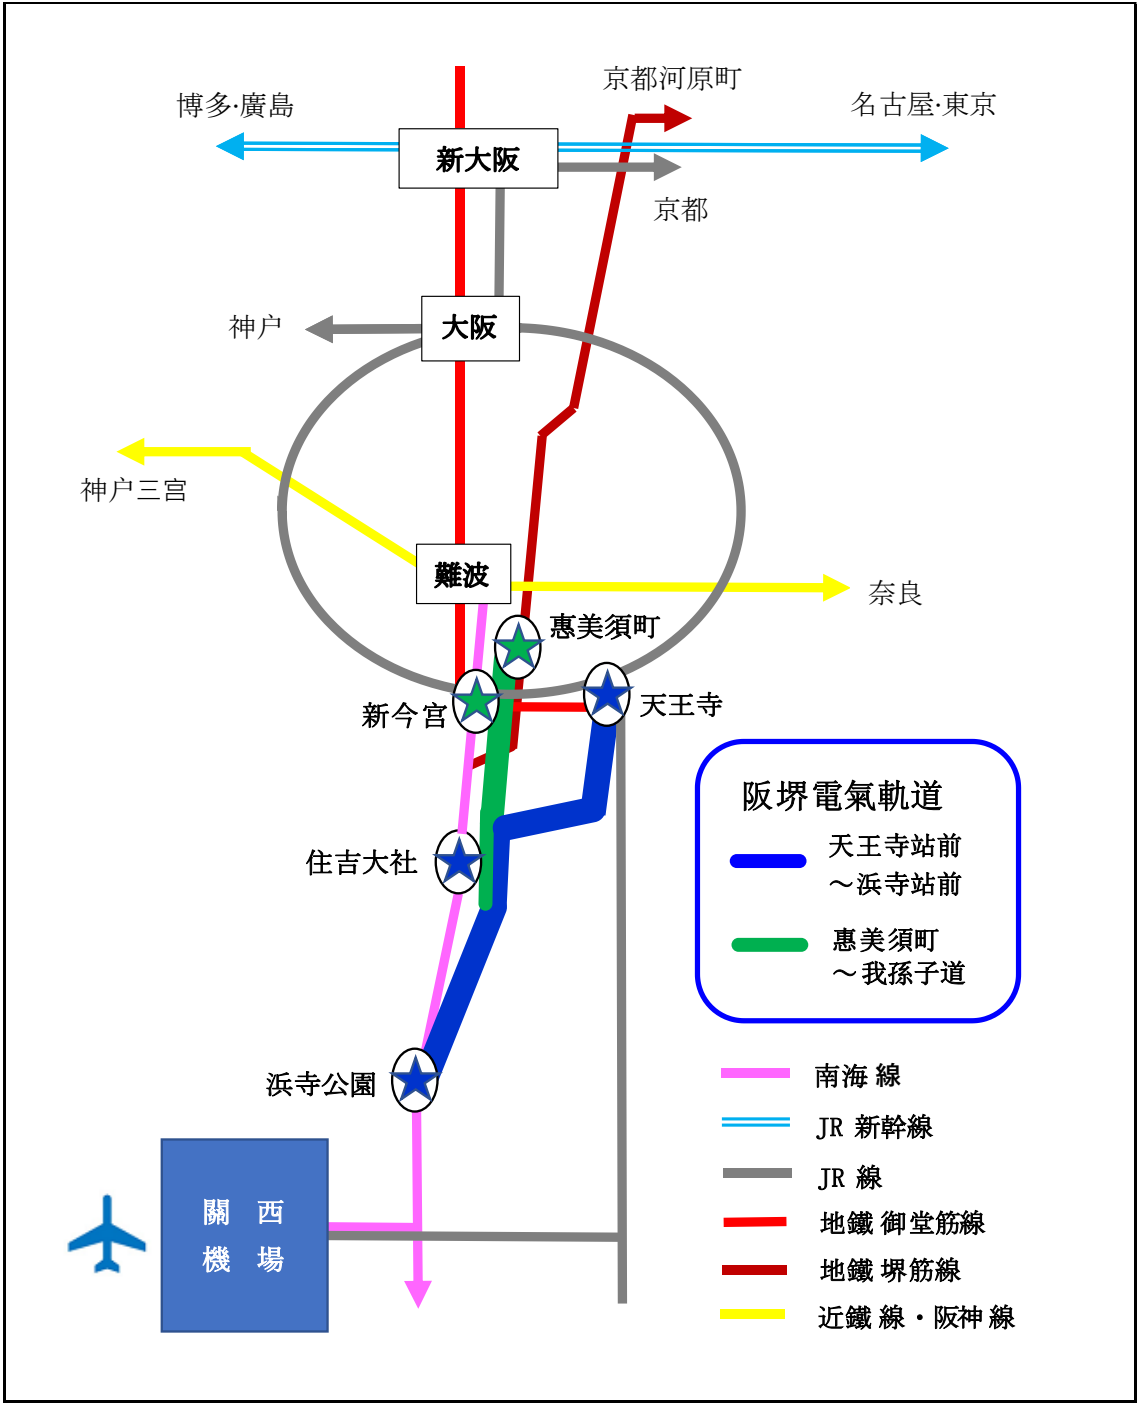 京都河原町
博多·廣島
名古屋·東京
新大阪
京都
神户
大阪
神户三宮
難波
奈良
惠美須町
新今宮
天王寺
阪堺電氣軌道
天王寺站前
～浜寺站前
惠美須町
～我孫子道
住吉大社
浜寺公園
南海線
JR 新幹線
JR 線
地鐵 御堂筋線
地鐵 堺筋線
近鐵線・阪神線
關 西
機 場